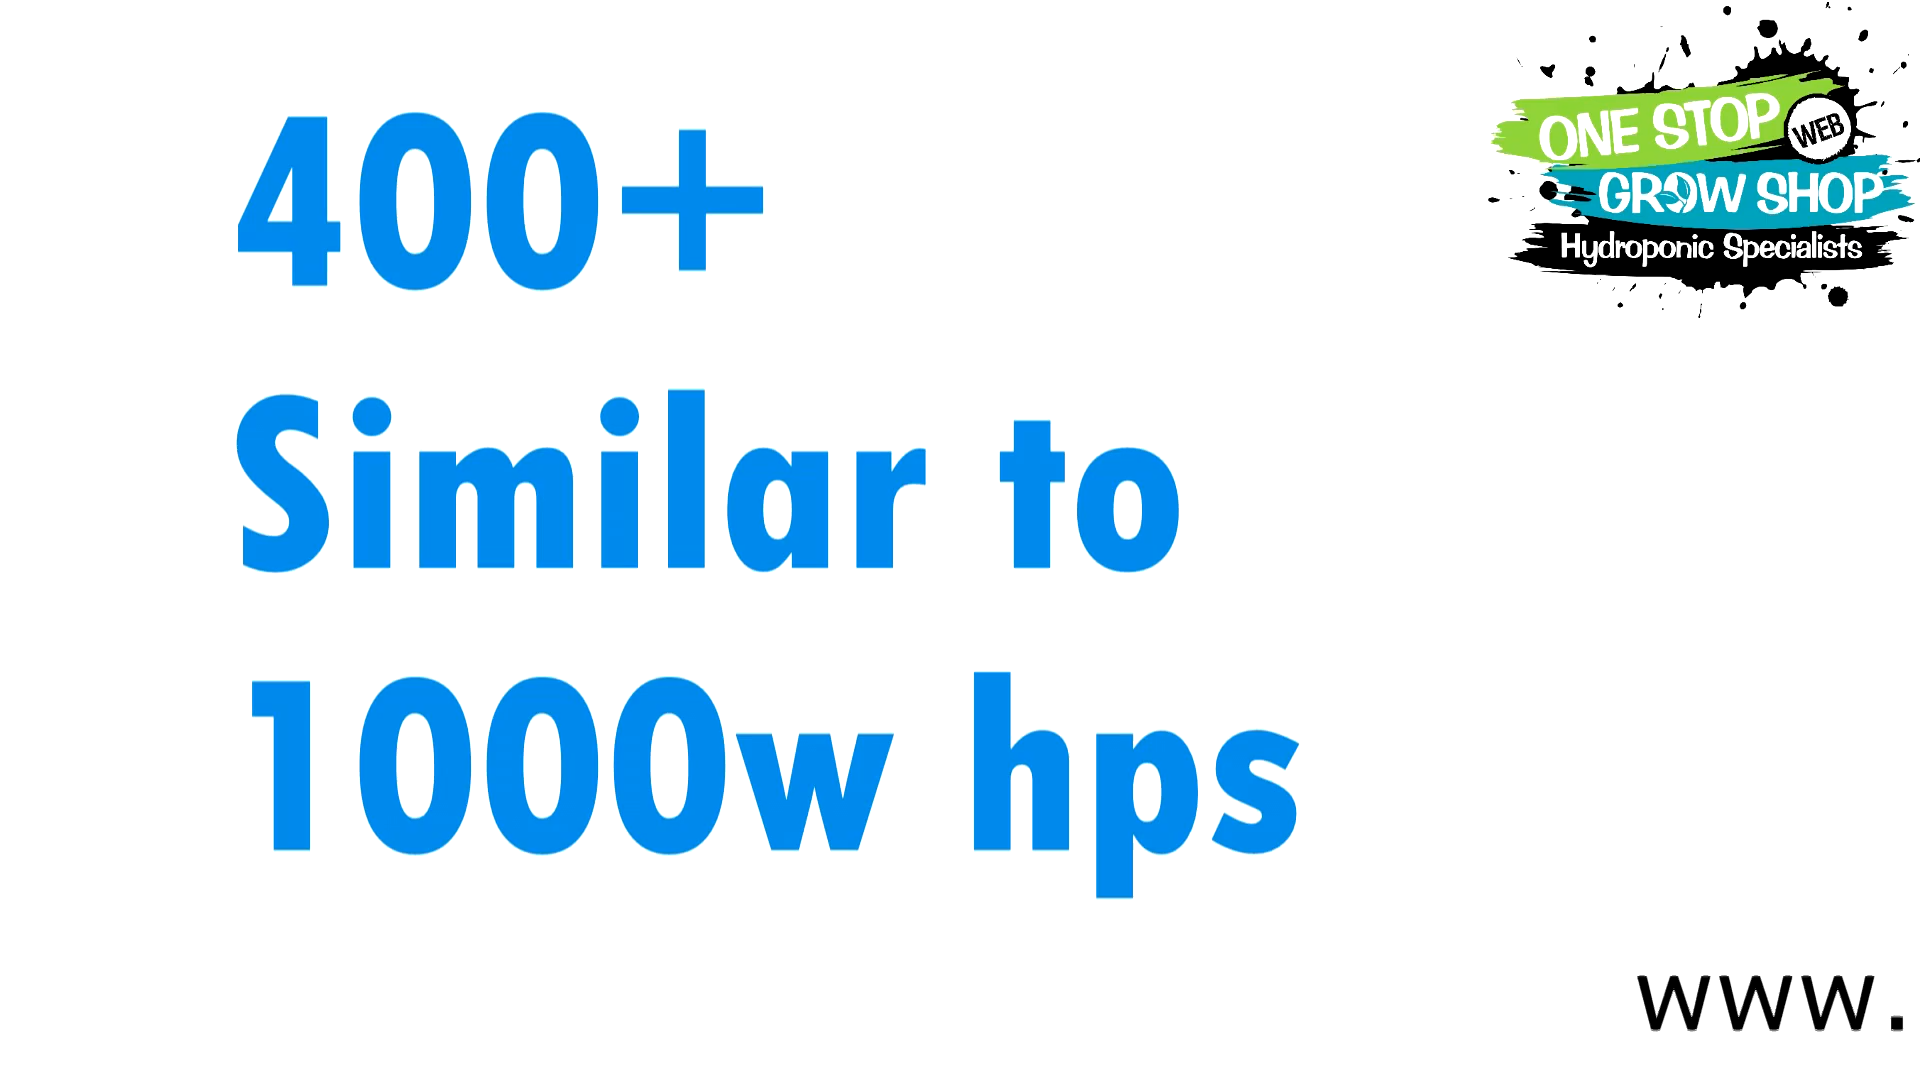 400+
Similar to
1000w hps
ONE STOP
WEB
GROW SHOP
Hydroponic Specialists
www.